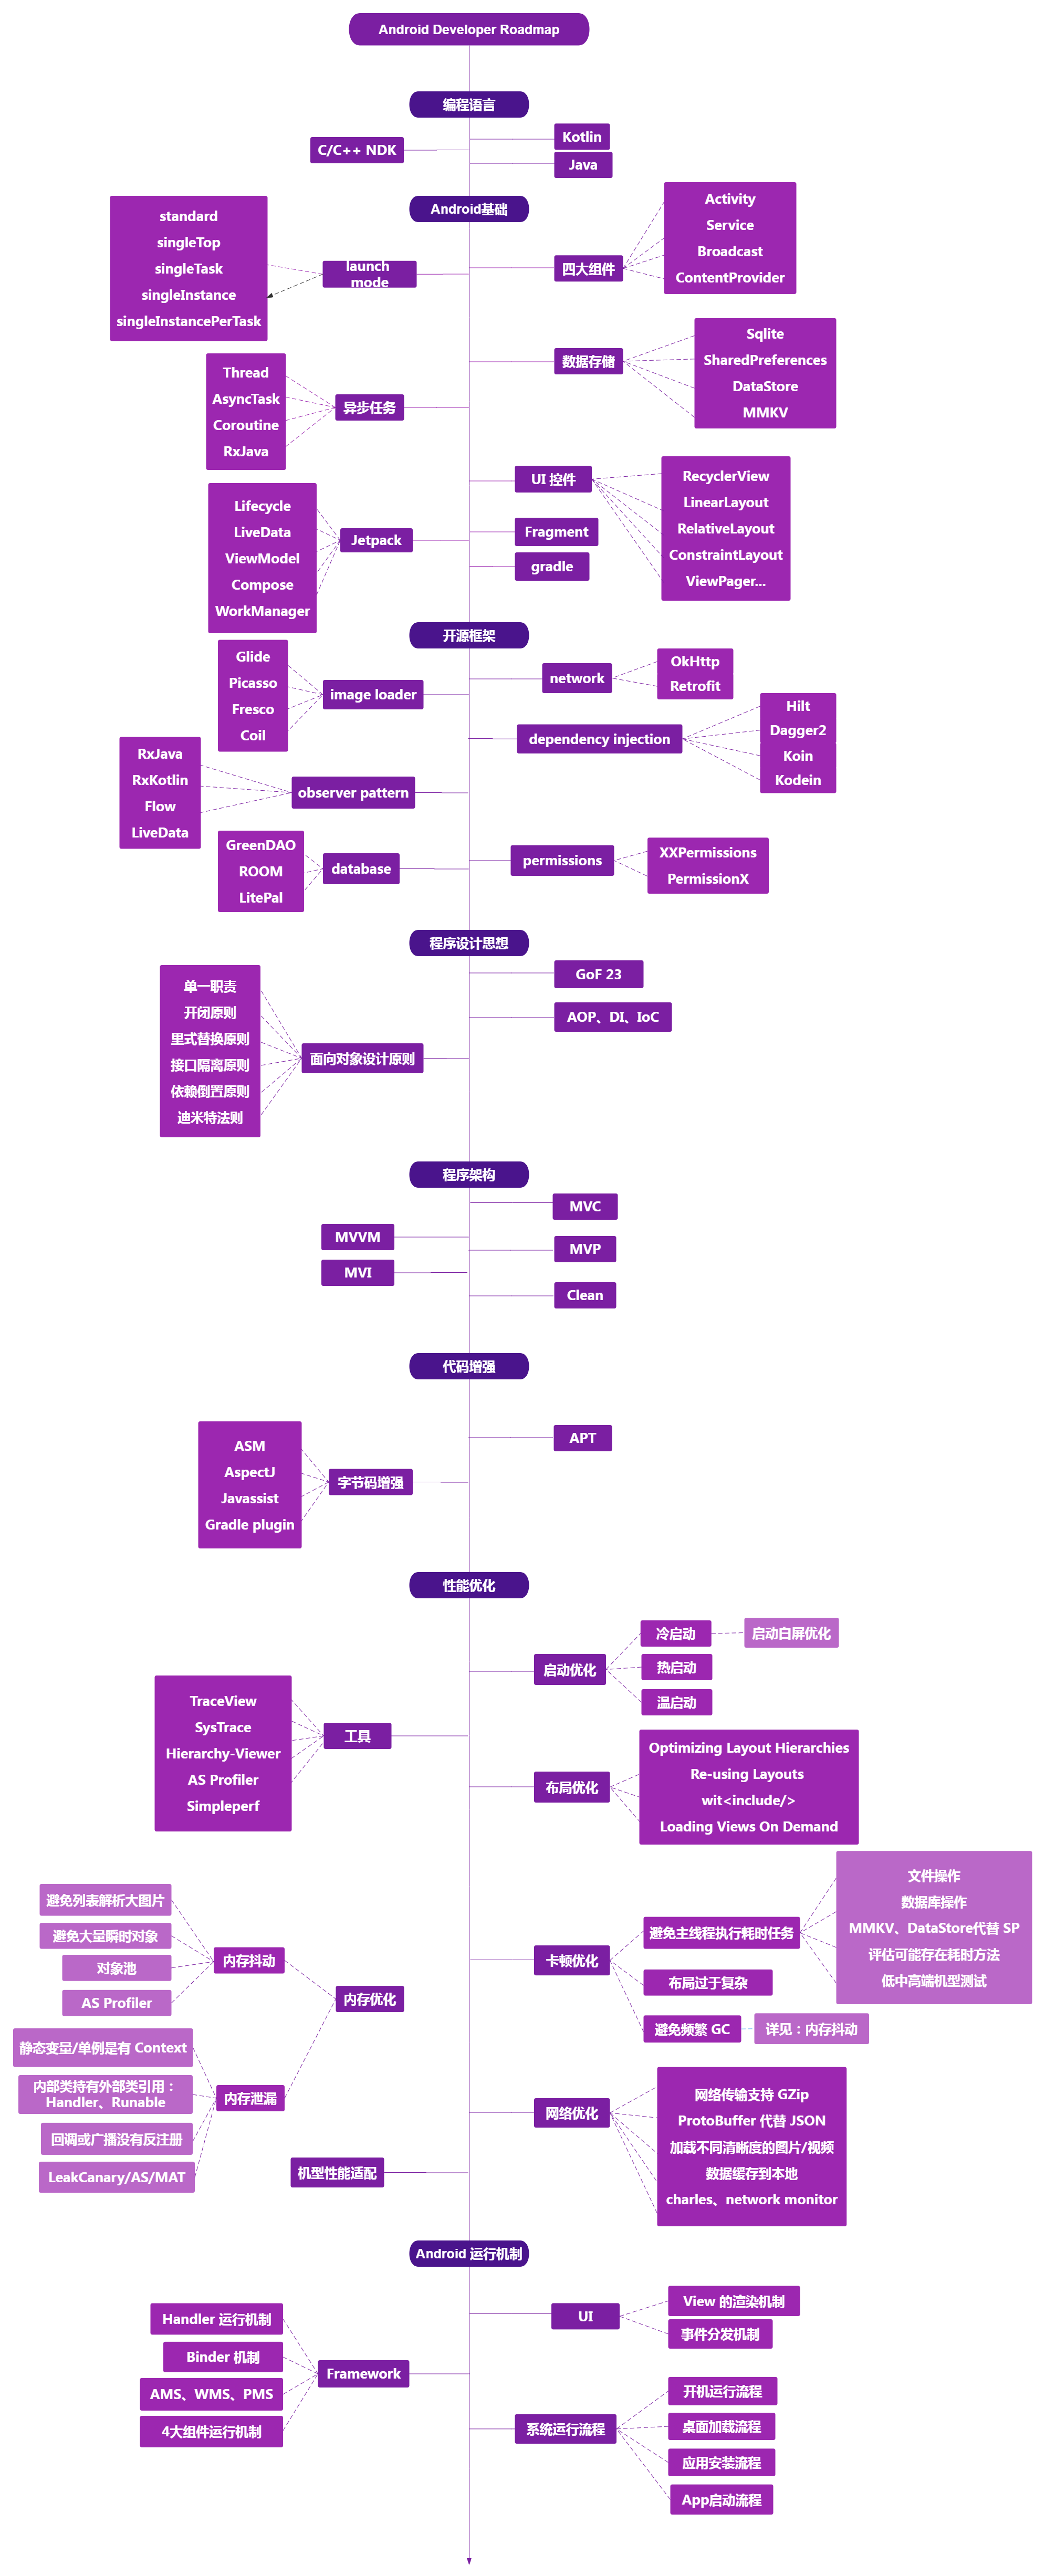 Android Developer Roadmap
编程语言
C/C++ NDK
Kotlin
Java
Android基础
standard
singleTop
singleTask
singleInstance
singleInstancePerTask
launch
mode
四大组件
Activity
Service
Broadcast
ContentProvider
数据存储
Sqlite
SharedPreferences
DataStore
MMKV
Thread
AsyncTask
Coroutine
RxJava
异步任务
UI 控件
RecyclerView
LinearLayout
RelativeLayout
ConstraintLayout
ViewPager...
Lifecycle
LiveData
ViewModel
Compose
WorkManager
Jetpack
Fragment
gradle
开源框架
Glide
Picasso
Fresco
Coil
image loader
network
OkHttp
Retrofit
dependency injection
Hilt
Dagger2
Koin
Kodein
RxJava
RxKotlin
Flow
LiveData
observer pattern
GreenDAO
ROOM
LitePal
database
permissions
XXPermissions
PermissionX
程序设计思想
GoF 23
AOP、DI、IoC
单一职责
开闭原则
里式替换原则
接口隔离原则
依赖倒置原则
迪米特法则
面向对象设计原则
程序架构
MVC
MVVM
MVP
MVI
Clean
代码增强
APT
ASM
AspectJ
Javassist
Gradle plugin
字节码增强
性能优化
启动优化
冷启动
启动白屏优化
热启动
温启动
TraceView
SysTrace
Hierarchy-Viewer
AS Profiler
Simpleperf
工具
布局优化
Optimizing Layout Hierarchies
Re-using Layouts
wit<include/>
Loading Views On Demand
避免列表解析大图片
避免大量瞬时对象
对象池
AS Profiler
内存抖动
内存优化
静态变量/单例是有 Context
内部类持有外部类引用：
Handler、Runable
回调或广播没有反注册
LeakCanary/AS/MAT
内存泄漏
卡顿优化
避免主线程执行耗时任务
文件操作
数据库操作
MMKV、DataStore代替 SP
评估可能存在耗时方法
低中高端机型测试
布局过于复杂
避免频繁 GC
详见：内存抖动
网络优化
网络传输支持 GZip
ProtoBuffer 代替 JSON
加载不同清晰度的图片/视频
数据缓存到本地
charles、network monitor
机型性能适配
Android 运行机制
UI
View 的渲染机制
事件分发机制
Handler 运行机制
Binder 机制
AMS、WMS、PMS
4大组件运行机制
Framework
系统运行流程
开机运行流程
桌面加载流程
应用安装流程
App启动流程